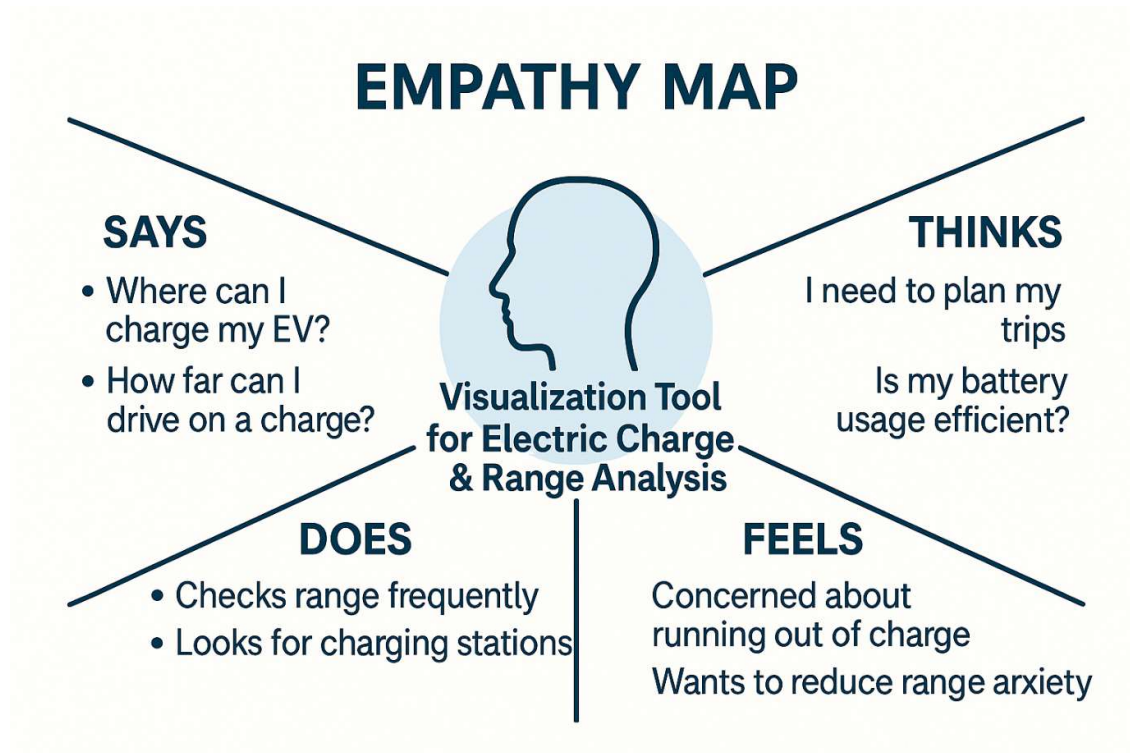 EMPATHY MAP
SAYS
• Where can I
charge my EV?
• How far can I
drive on a charge?
THINKS
I need to plan my
trips
Is my battery
usage efficient?
Visualization Tool
for Electric Charge
& Range Analysis
DOES
• Checks range frequently
• Looks for charging stations
FEELS
Concerned about
running out of charge
Wants to reduce range arxiety